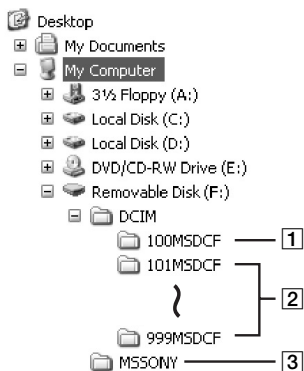 Desktop
My Documents
My Computer
3½ Floppy (A:)
Local Disk (C:)
Local Disk (D:)
DVD/CD-RW Drive (E:)
Removable Disk (F:)
DCIM
100MSDCF 1
101MSDCF
2
999MSDCF
MSSONY 3